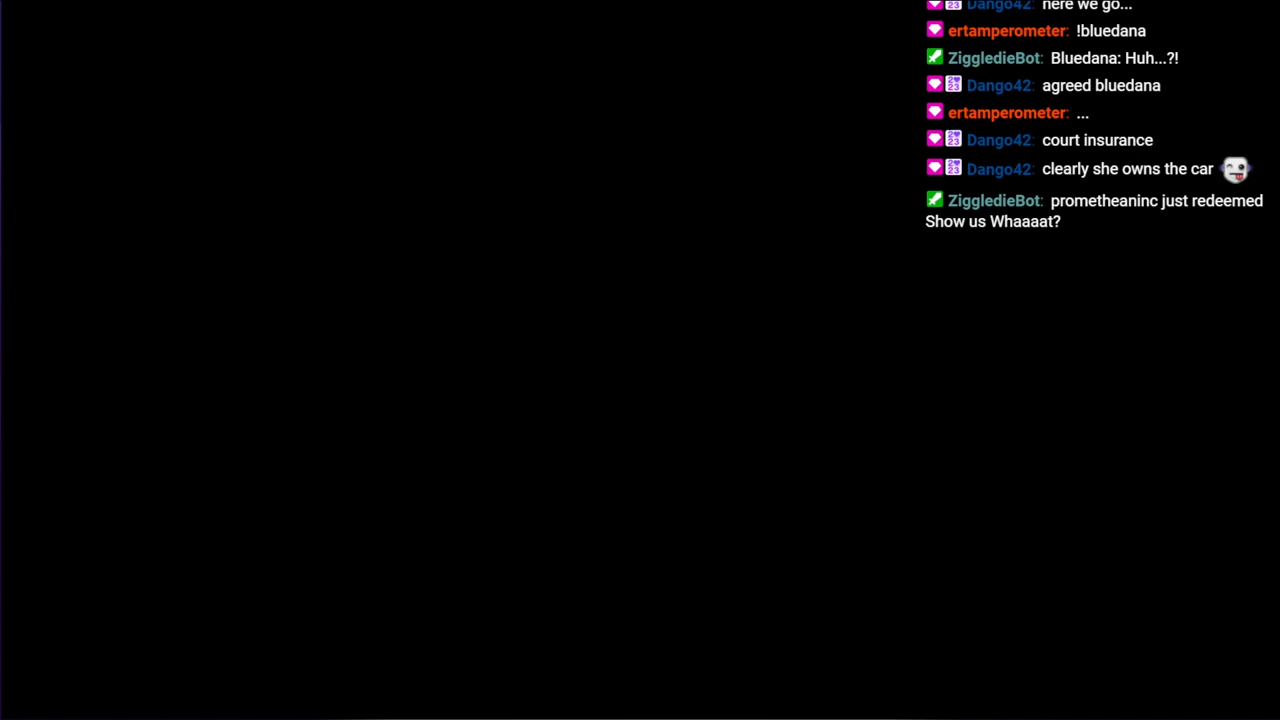 Dango42: here we go...
ertamperometer: !bluedana
ZiggledieBot: Bluedana: Huh...?!
Dango42: agreed bluedana
ertamperometer: ...
Dango42: court insurance
Dango42: clearly she owns the car
ZiggledieBot: prometheaninc just redeemed
Show us Whaaaat?